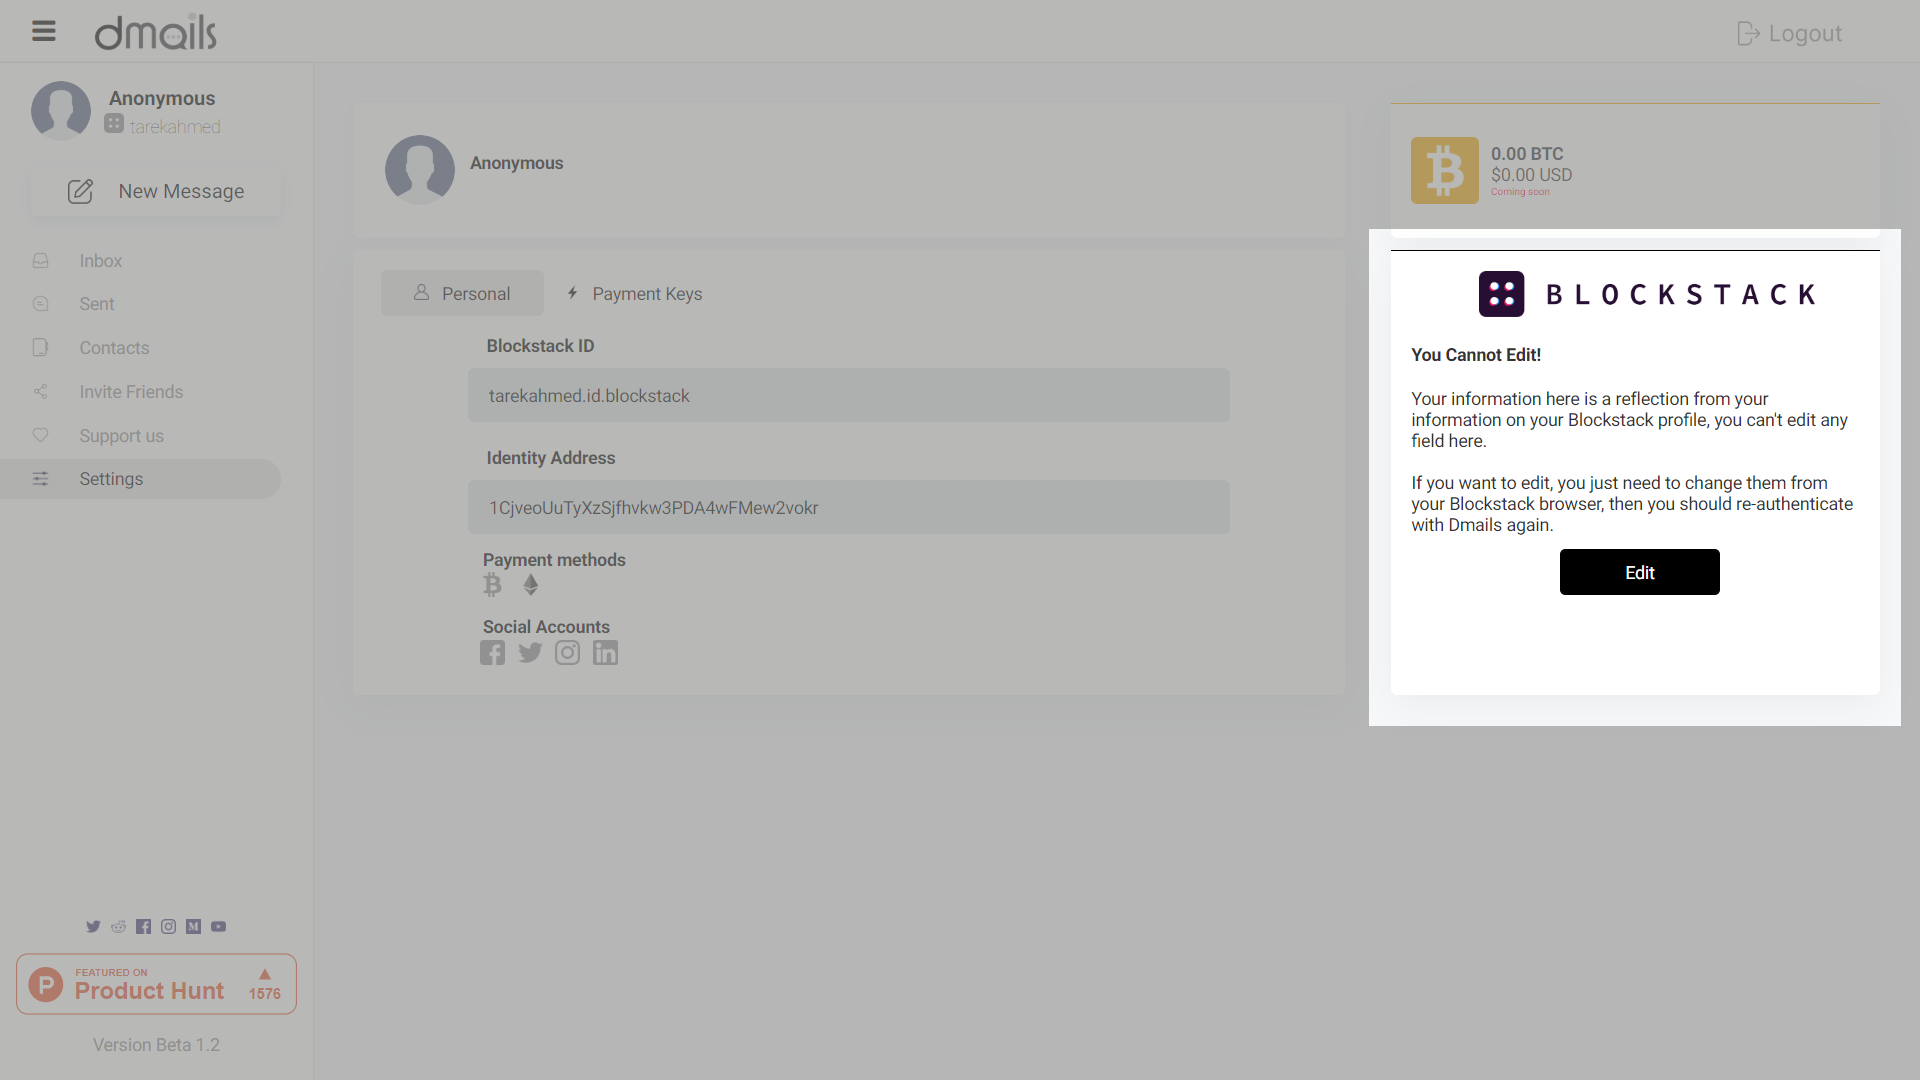 dmails
Logout
Anonymous
tarekahmed
New Message
Inbox
Sent
Contacts
Invite Friends
Support us
Settings
FEATURED ON
Product Hunt
1576
Version Beta 1.2
Anonymous
Personal
Payment Keys
Blockstack ID
tarekahmed.id.blockstack
Identity Address
1CjveoUuTyXzSjfhvkw3PDA4wFMew2vokr
Payment methods
Social Accounts
0.00 BTC
$0.00 USD
Coming soon
BLOCKSTACK
You Cannot Edit!
Your information here is a reflection from your
information on your Blockstack profile, you can't edit any
field here.
If you want to edit, you just need to change them from
your Blockstack browser, then you should re-authenticate
with Dmails again.
Edit